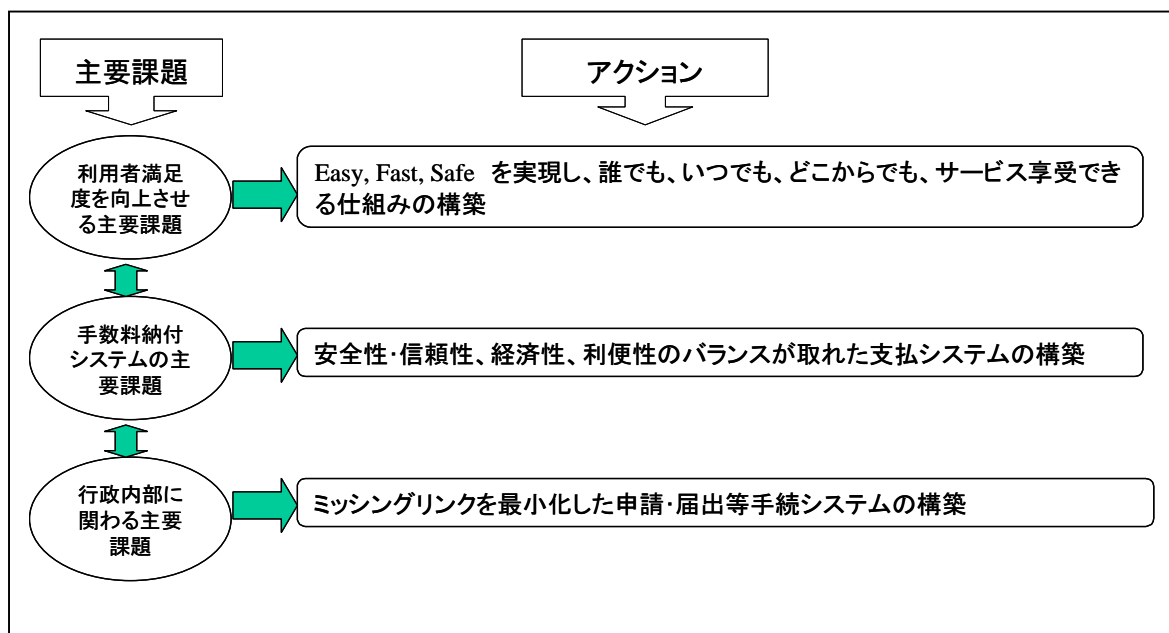 主要課題
アクション
利用者満足
度を向上させ
る主要課題
Easy, Fast, Safe を実現し、誰でも、いつでも、どこからでも、サービス享受でき
る仕組みの構築
手数料納付
システムの主
要課題
安全性・信頼性、経済性、利便性のバランスが取れた支払システムの構築
行政内部に
関わる主要
課題
ミッシングリンクを最小化した申請・届出等手続システムの構築